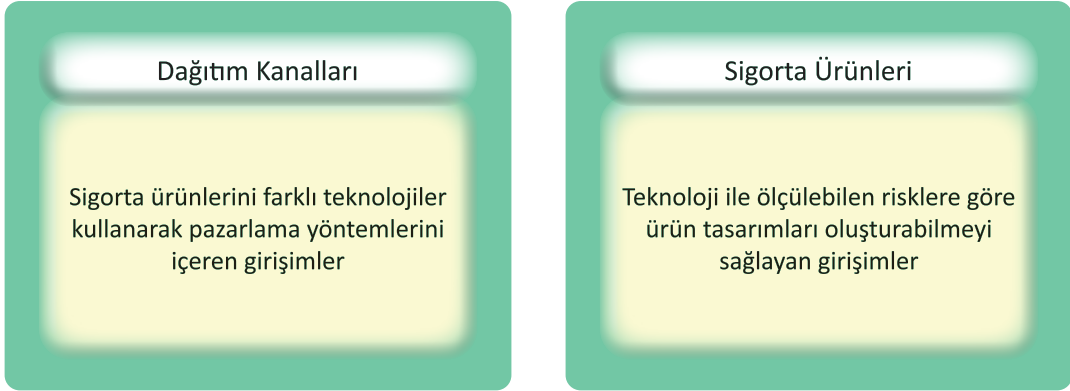 Dağıtım Kanalları
Sigorta ürünlerini farklı teknolojiler
kullanarak pazarlama yöntemlerini
içeren girişimler
Sigorta Ürünleri
Teknoloji ile ölçülebilen risklere göre
ürün tasarımları oluşturabilmeyi
sağlayan girişimler